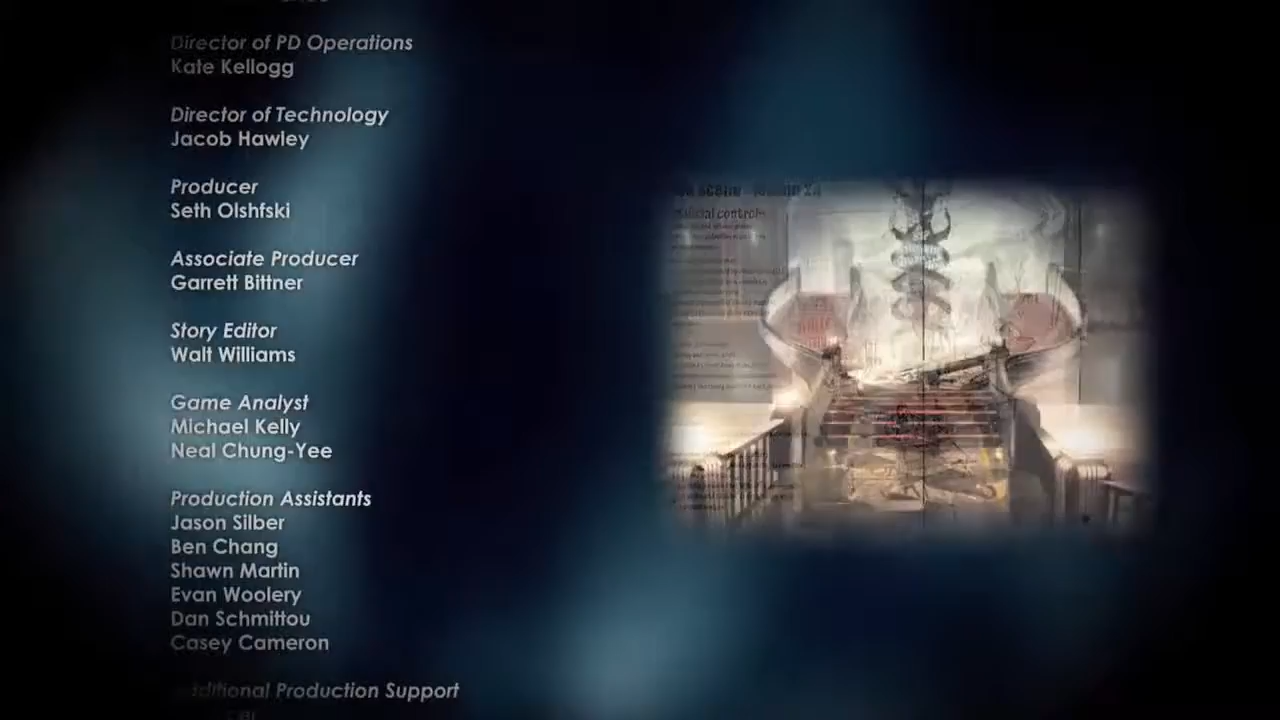 Director of PD Operations
Kate Kellogg
Director of Technology
Jacob Hawley
Producer
Seth Olshfski
Associate Producer
Garrett Bittner
Story Editor
Walt Williams
Game Analyst
Michael Kelly
Neal Chung-Yee
Production Assistants
Jason Silber
Ben Chang
Shawn Martin
Evan Woolery
Dan Schmittou
Casey Cameron
Additional Production Support
control